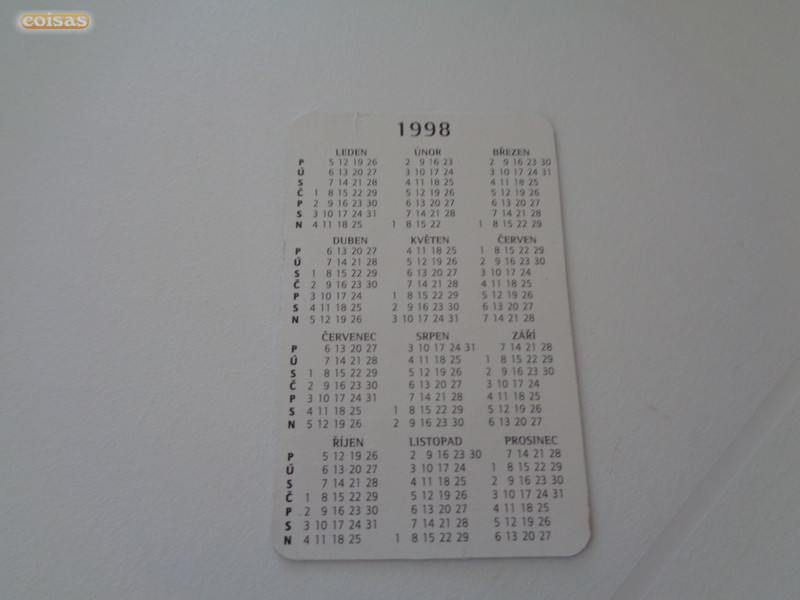 coisas
1998
LEDEN ÚNOR BŘEZEN
P 5 12 19 26 2 9 16 23 2 9 16 23 30
Ú 6 13 20 27 3 10 17 24 3 10 17 24 31
S 7 14 21 28 4 11 18 25 4 11 18 25
Č 1 8 15 22 29 5 12 19 26 5 12 19 26
P 2 9 16 23 30 6 13 20 27 6 13 20 27
S 3 10 17 24 31 7 14 21 28 7 14 21 28
N 4 11 18 25 1 8 15 22 1 8 15 22 29
DUBEN KVĚTEN ČERVEN
P 6 13 20 27 4 11 18 25 1 8 15 22 29
Ú 7 14 21 28 5 12 19 26 2 9 16 23 30
S 1 8 15 22 29 6 13 20 27 3 10 17 24
Č 2 9 16 23 30 7 14 21 28 4 11 18 25
P 3 10 17 24 1 8 15 22 29 5 12 19 26
S 4 11 18 25 2 9 16 23 30 6 13 20 27
N 5 12 19 26 3 10 17 24 31 7 14 21 28
ČERVENEC SRPEN ZÁŘÍ
P 6 13 20 27 3 10 17 24 31 7 14 21 28
Ú 7 14 21 28 4 11 18 25 1 8 15 22 29
S 1 8 15 22 29 5 12 19 26 2 9 16 23 30
Č 2 9 16 23 30 6 13 20 27 3 10 17 24
P 3 10 17 24 31 7 14 21 28 4 11 18 25
S 4 11 18 25 1 8 15 22 29 5 12 19 26
N 5 12 19 26 2 9 16 23 30 6 13 20 27
ŘÍJEN LISTOPAD PROSINEC
P 5 12 19 26 2 9 16 23 30 7 14 21 28
Ú 6 13 20 27 3 10 17 24 1 8 15 22 29
S 7 14 21 28 4 11 18 25 2 9 16 23 30
Č 1 8 15 22 29 5 12 19 26 3 10 17 24 31
P 2 9 16 23 30 6 13 20 27 4 11 18 25
S 3 10 17 24 31 7 14 21 28 5 12 19 26
N 4 11 18 25 1 8 15 22 29 6 13 20 27